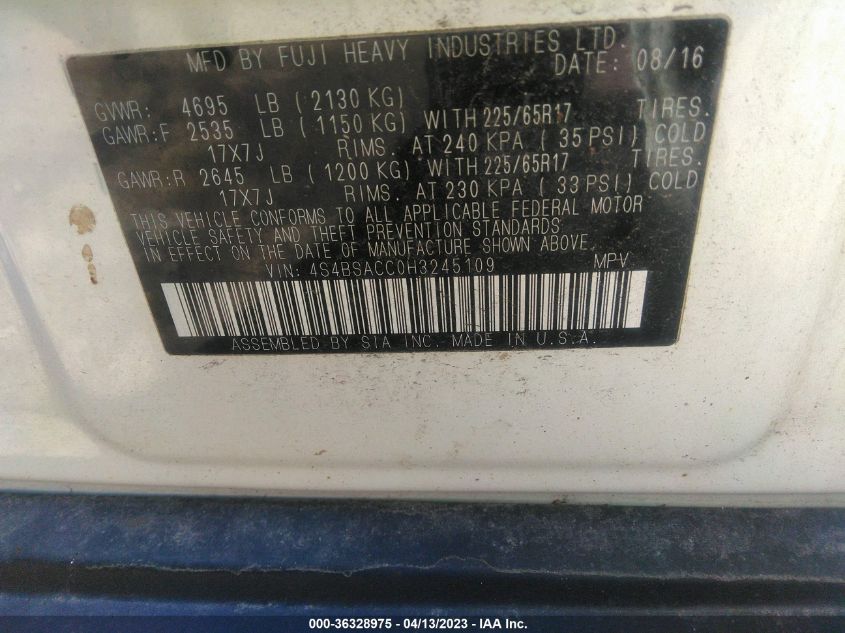 MFD BY FUJI HEAVY INDUSTRIES LTD.
DATE: 08/16
GVWR: 4695 LB (2130 KG)
GAWR:F 2535 LB (1150 KG) WITH 225/65R17 TIRES.
17X7J RIMS. AT 240 KPA (35 PSI) COLD
GAWR:R 2645 LB (1200 KG) WITH 225/65R17 TIRES.
17X7J RIMS. AT 230 KPA (33 PSI) COLD
THIS VEHICLE CONFORMS TO ALL APPLICABLE FEDERAL MOTOR
VEHICLE SAFETY AND THEFT PREVENTION STANDARDS
IN EFFECT ON THE DATE OF MANUFACTURE SHOWN ABOVE.
VIN: 4S4BSACC0H3245109 MPV
ASSEMBLED BY SIA INC. MADE IN U.S.A.
000-36328975 - 04/13/2023 - IAA Inc.